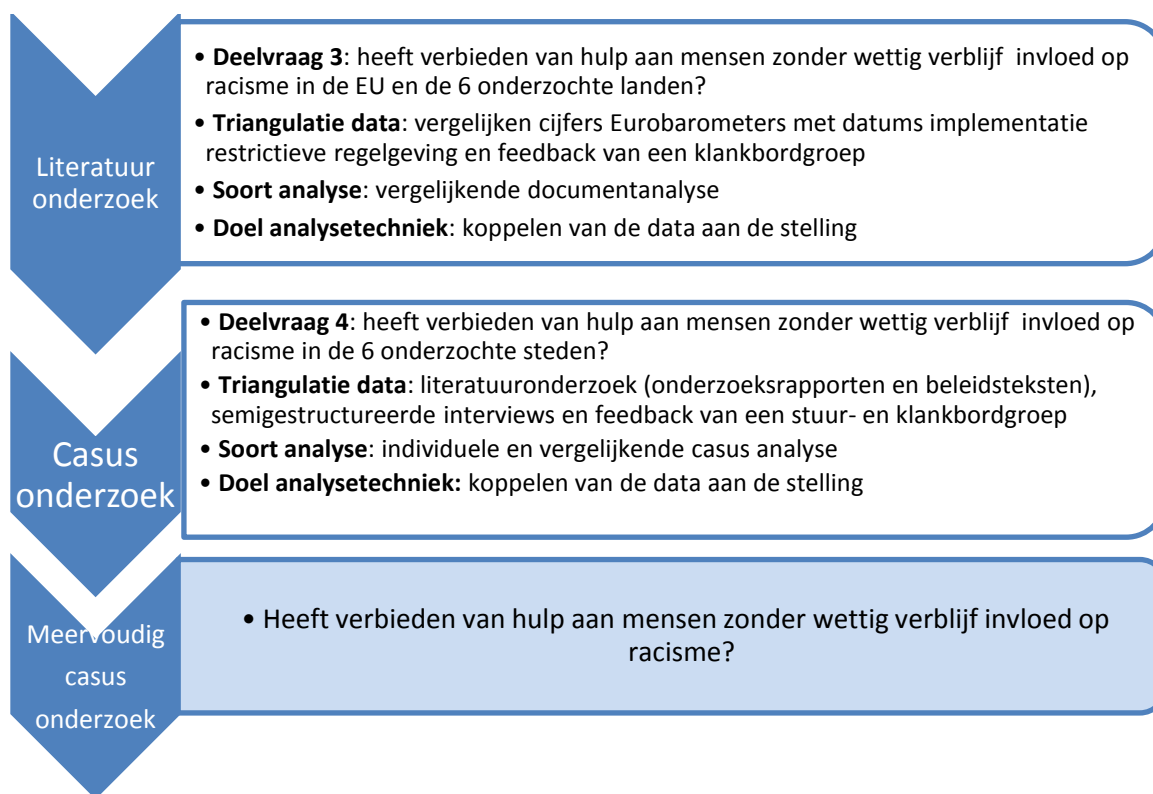 Literatuur
onderzoek
• Deelvraag 3: heeft verbieden van hulp aan mensen zonder wettig verblijf invloed op
racisme in de EU en de 6 onderzochte landen?
• Triangulatie data: vergelijken cijfers Eurobarometers met datums implementatie
restrictieve regelgeving en feedback van een klankbordgroep
• Soort analyse: vergelijkende documentanalyse
• Doel analysetechniek: koppelen van de data aan de stelling
Casus
onderzoek
• Deelvraag 4: heeft verbieden van hulp aan mensen zonder wettig verblijf invloed op
racisme in de 6 onderzochte steden?
• Triangulatie data: literatuuronderzoek (onderzoeksrapporten en beleidsteksten),
semigestructureerde interviews en feedback van een stuur- en klankbordgroep
• Soort analyse: individuele en vergelijkende casus analyse
• Doel analysetechniek: koppelen van de data aan de stelling
Meervoudig
casus
onderzoek
• Heeft verbieden van hulp aan mensen zonder wettig verblijf invloed op
racisme?